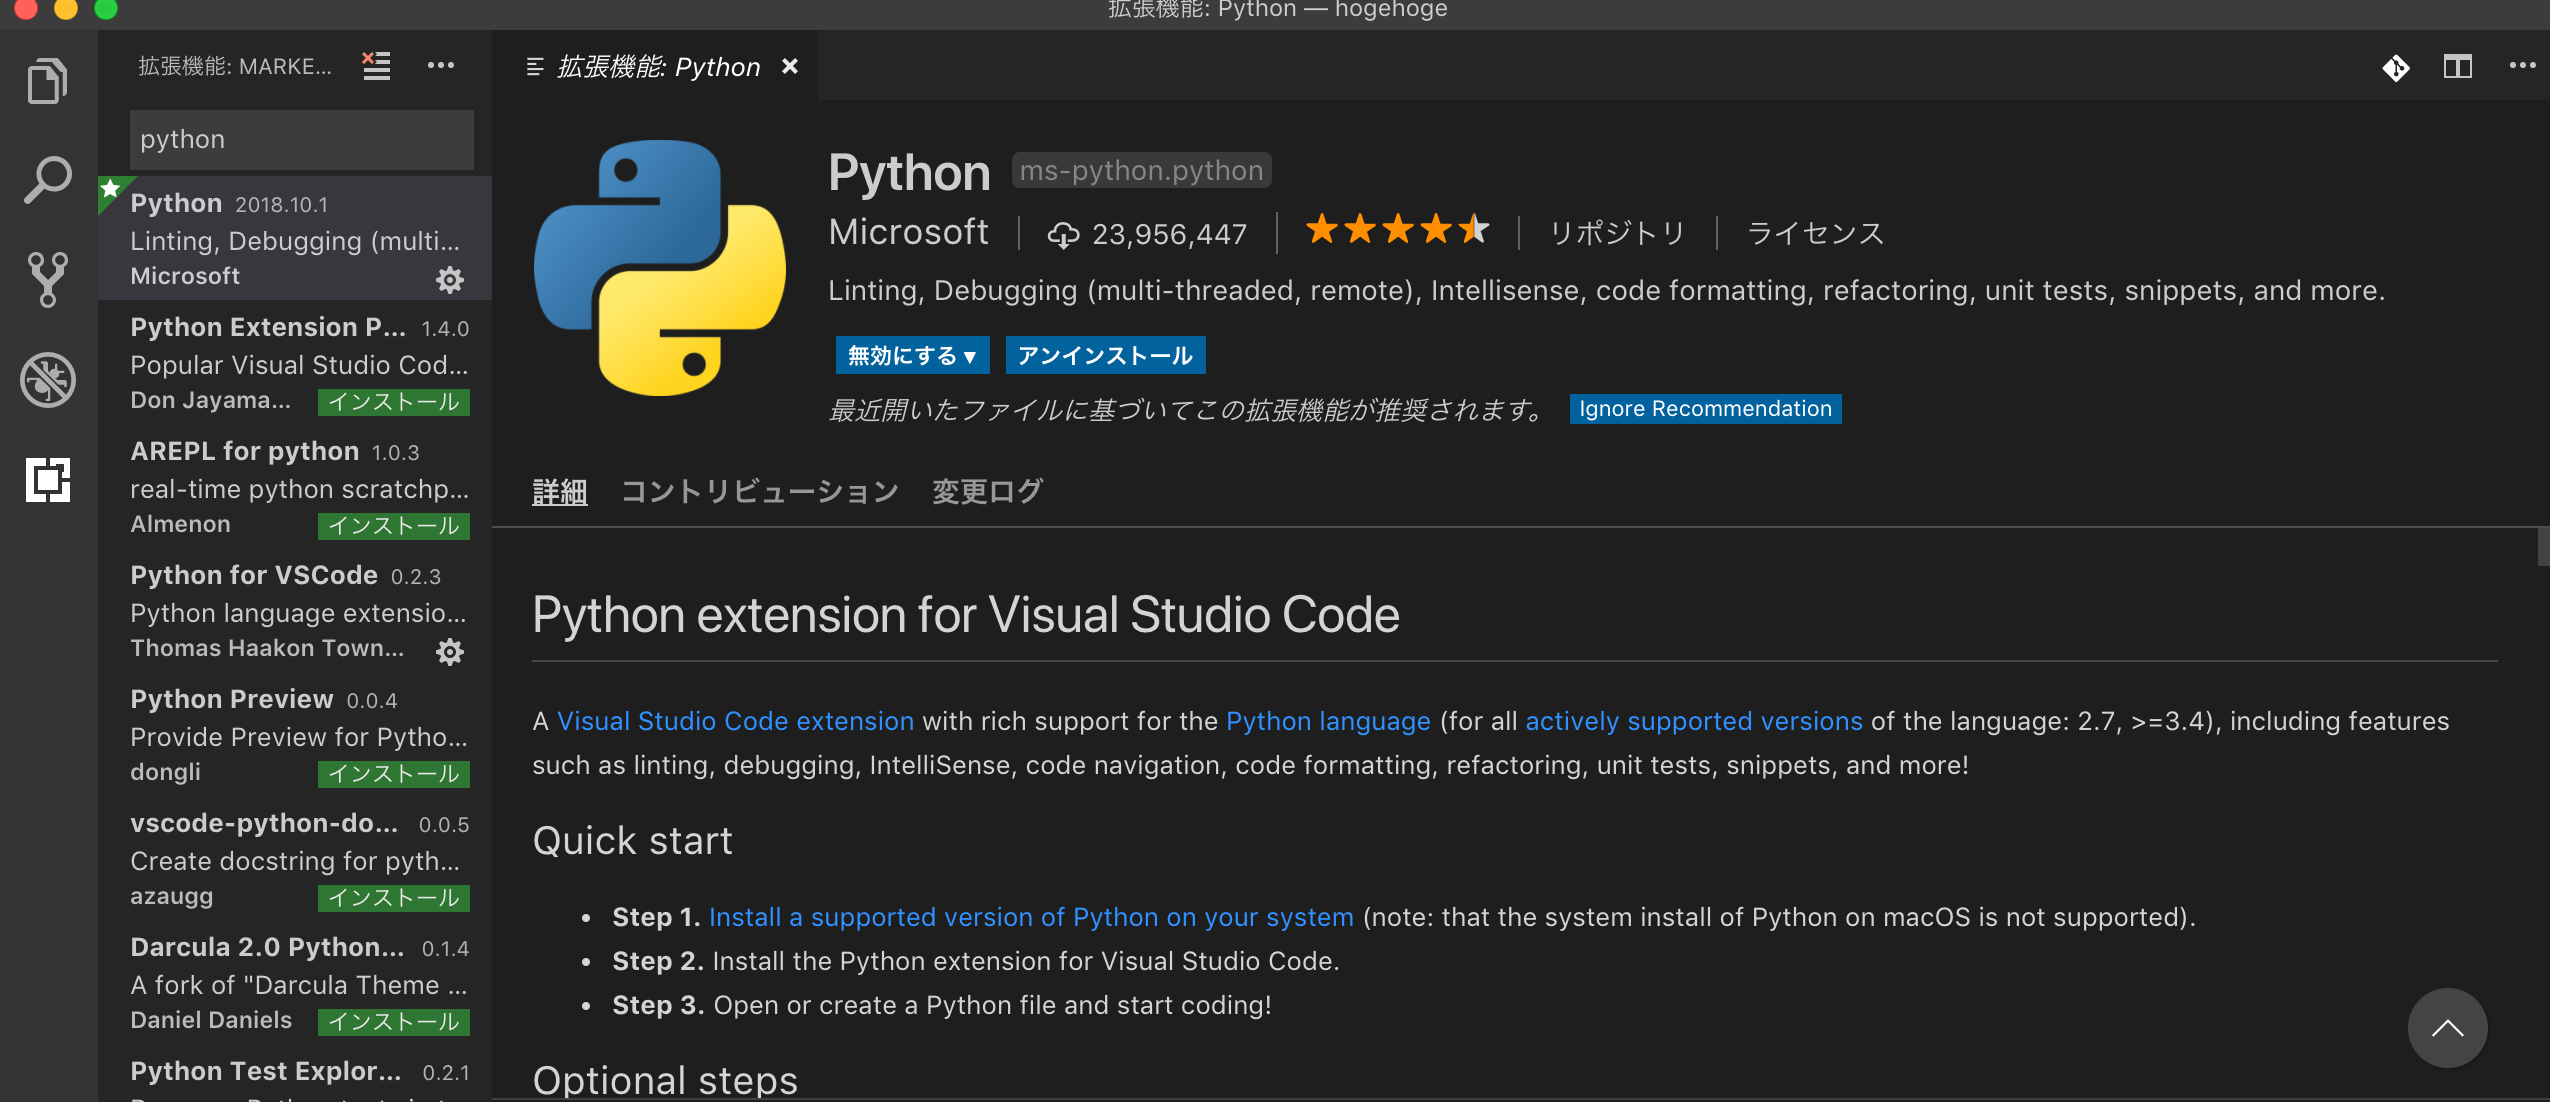 拡張機能: Python — hogehoge
拡張機能: MARKE...
python
Python 2018.10.1
Linting, Debugging (multi...
Microsoft
Python Extension P... 1.4.0
Popular Visual Studio Cod...
Don Jayama... インストール
AREPL for python 1.0.3
real-time python scratchp...
Almenon インストール
Python for VSCode 0.2.3
Python language extensio...
Thomas Haakon Town...
Python Preview 0.0.4
Provide Preview for Pytho...
dongli インストール
vscode-python-do... 0.0.5
Create docstring for pyth...
azaugg インストール
Darcula 2.0 Python... 0.1.4
A fork of "Darcula Theme ...
Daniel Daniels インストール
Python Test Explor... 0.2.1
拡張機能: Python
Python ms-python.python
Microsoft 23,956,447 リポジトリ ライセンス
Linting, Debugging (multi-threaded, remote), Intellisense, code formatting, refactoring, unit tests, snippets, and more.
無効にする アンインストール
最近開いたファイルに基づいてこの拡張機能が推奨されます。 Ignore Recommendation
詳細 コントリビューション 変更ログ
Python extension for Visual Studio Code
A Visual Studio Code extension with rich support for the Python language (for all actively supported versions of the language: 2.7, >=3.4), including features
such as linting, debugging, IntelliSense, code navigation, code formatting, refactoring, unit tests, snippets, and more!
Quick start
• Step 1. Install a supported version of Python on your system (note: that the system install of Python on macOS is not supported).
• Step 2. Install the Python extension for Visual Studio Code.
• Step 3. Open or create a Python file and start coding!
Optional steps